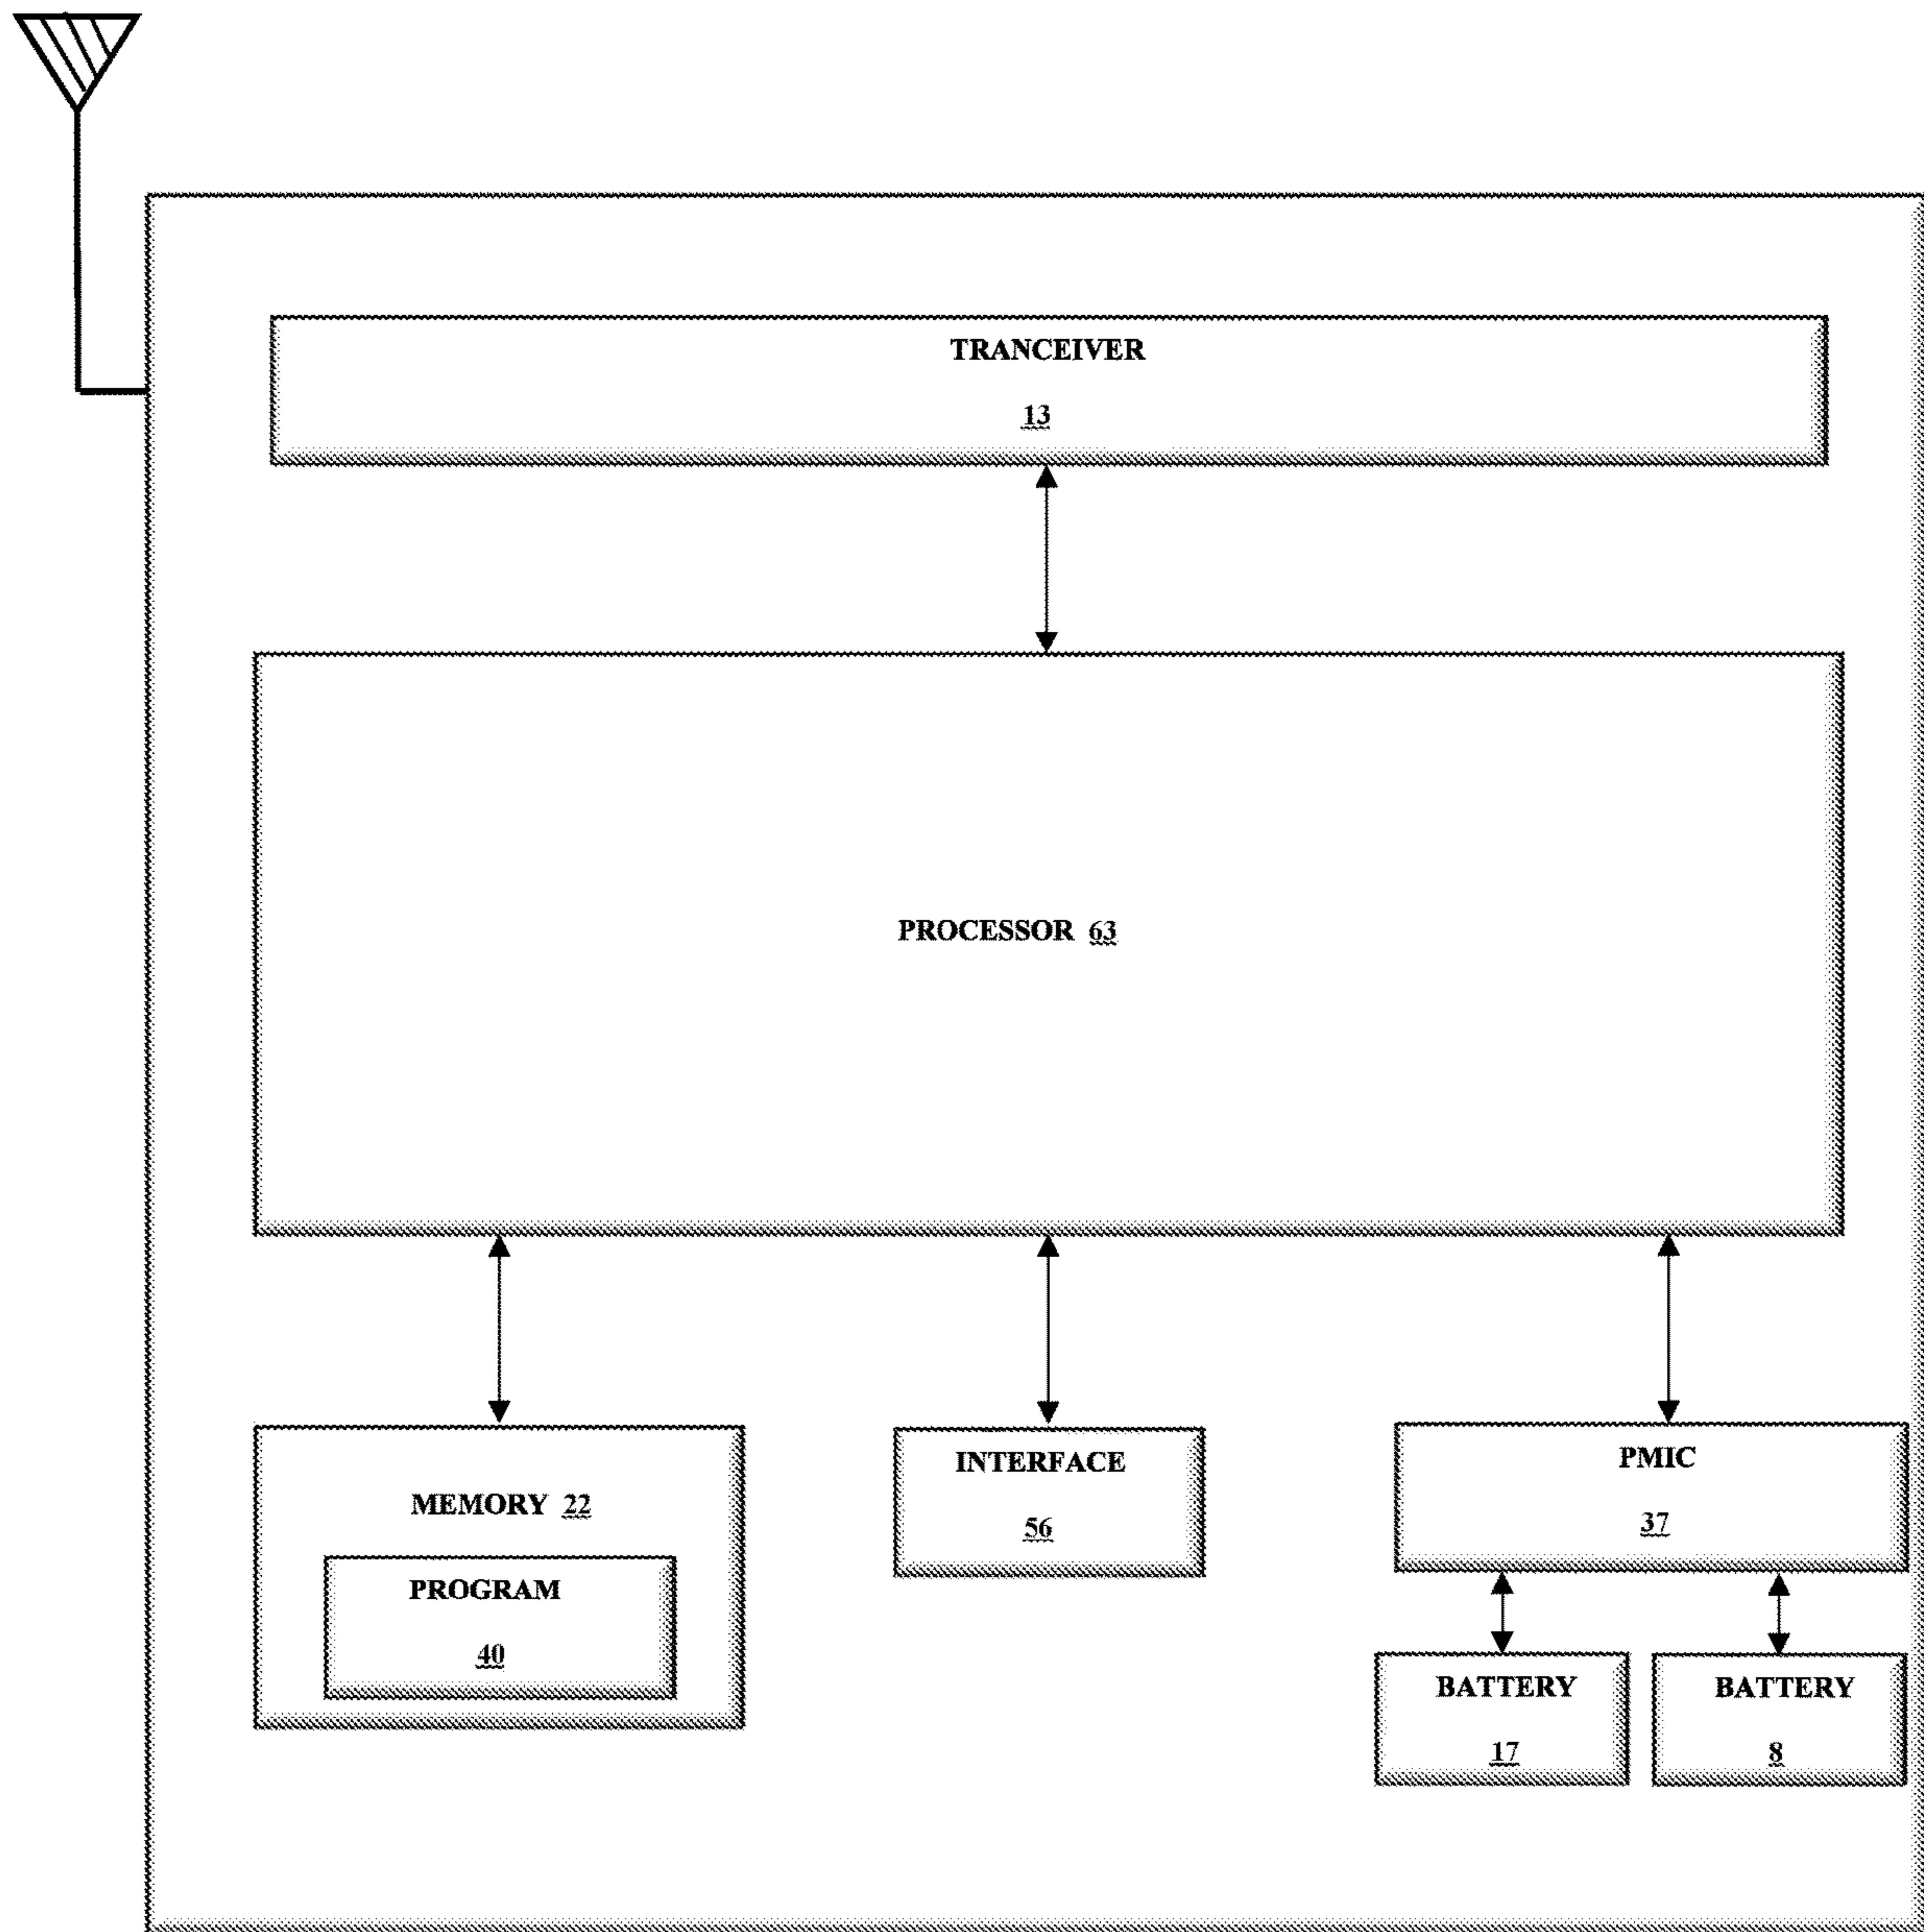 TRANCEIVER
13
PROCESSOR 63
MEMORY 22
PROGRAM
40
INTERFACE
56
PMIC
37
BATTERY
17
BATTERY
8